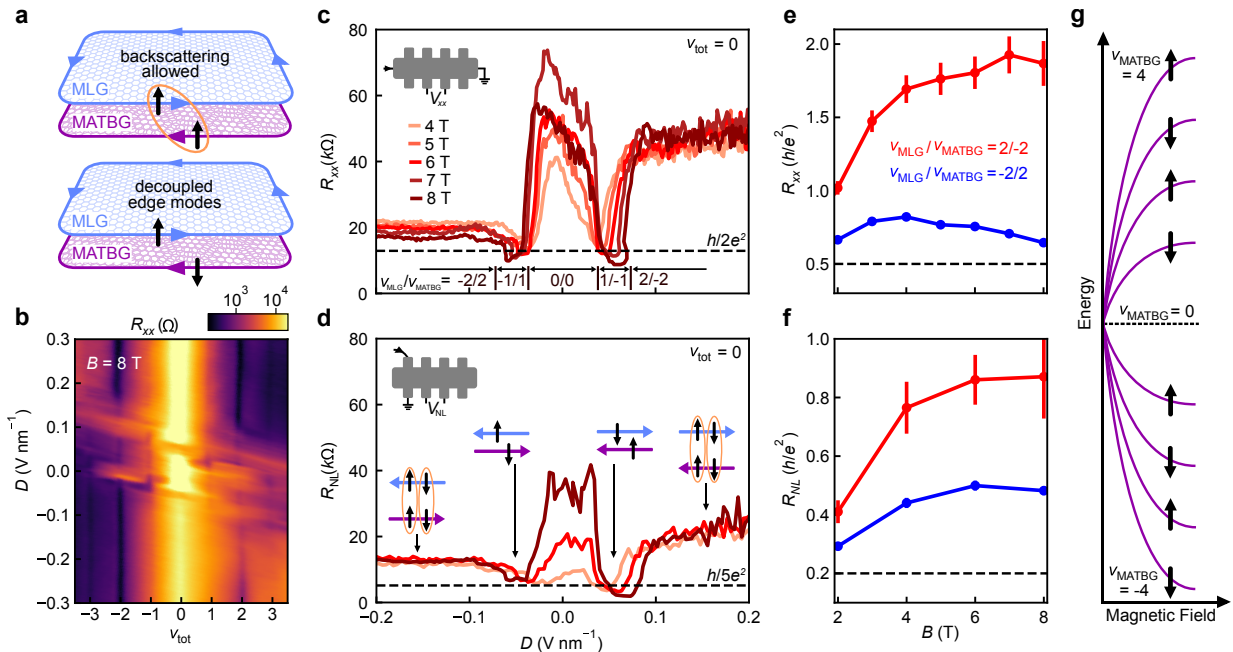 a
backscattering
allowed
MLG
MATBG
decoupled
edge modes
MLG
MATBG
b
R_xx (Ω)
10^3 10^4
B = 8 T
D (V nm^−1)
0.3
0.2
0.1
0.0
−0.1
−0.2
−0.3
−3 −2 −1 0 1 2 3
ν_tot
c
ν_tot = 0
V_xx
4 T
5 T
6 T
7 T
8 T
R_xx (kΩ)
80
60
40
20
0
h/2e^2
ν_MLG/ν_MATBG= -2/2 -1/1 0/0 1/-1 2/-2
d
ν_tot = 0
V_NL
R_NL (kΩ)
80
60
40
20
0
h/5e^2
−0.2 −0.1 0.0 0.1 0.2
D (V nm^−1)
e
R_xx (h/e^2)
2.0
1.5
1.0
0.5
ν_MLG/ν_MATBG = 2/-2
ν_MLG/ν_MATBG = -2/2
f
R_NL (h/e^2)
1.0
0.8
0.6
0.4
0.2
2 4 6 8
B (T)
g
Energy
ν_MATBG
= 4
ν_MATBG = 0
ν_MATBG
= -4
Magnetic Field